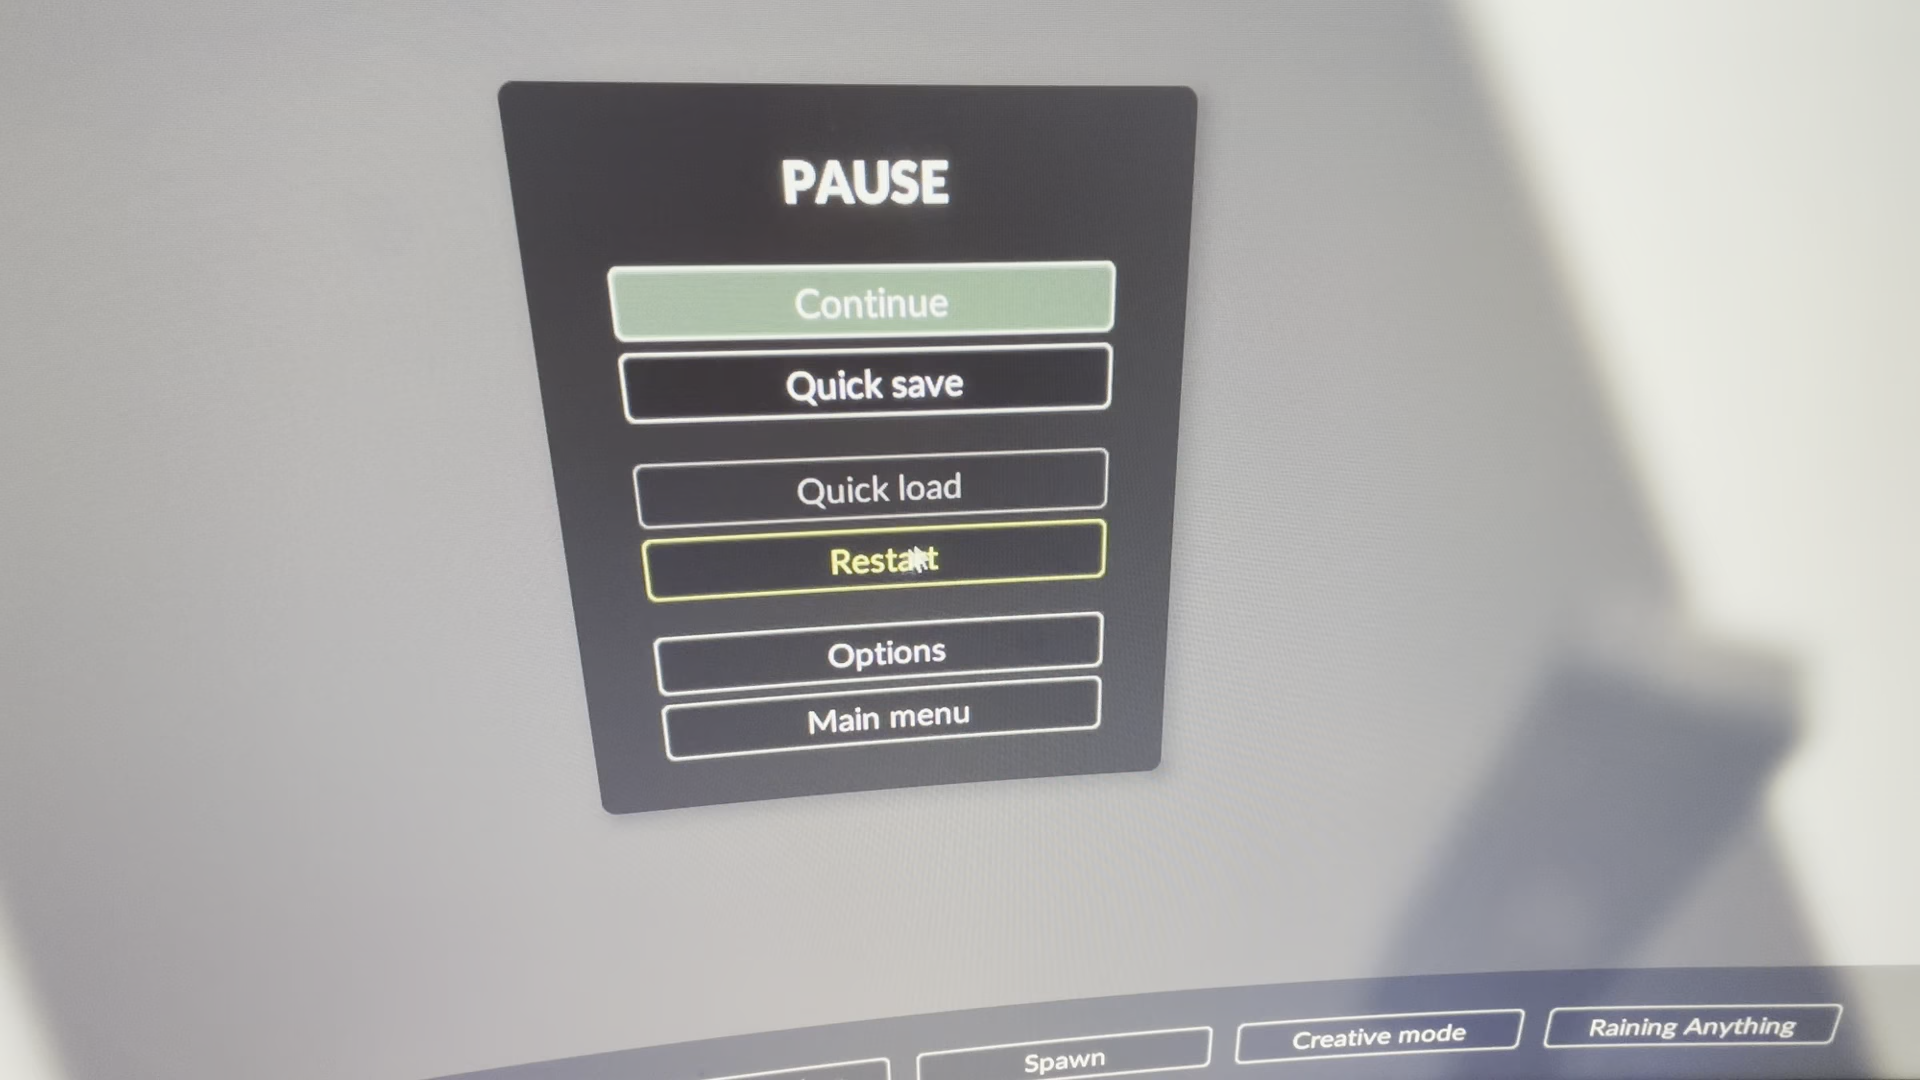 PAUSE
Continue
Quick save
Quick load
Restart
Options
Main menu
Spawn
Creative mode
Raining Anything